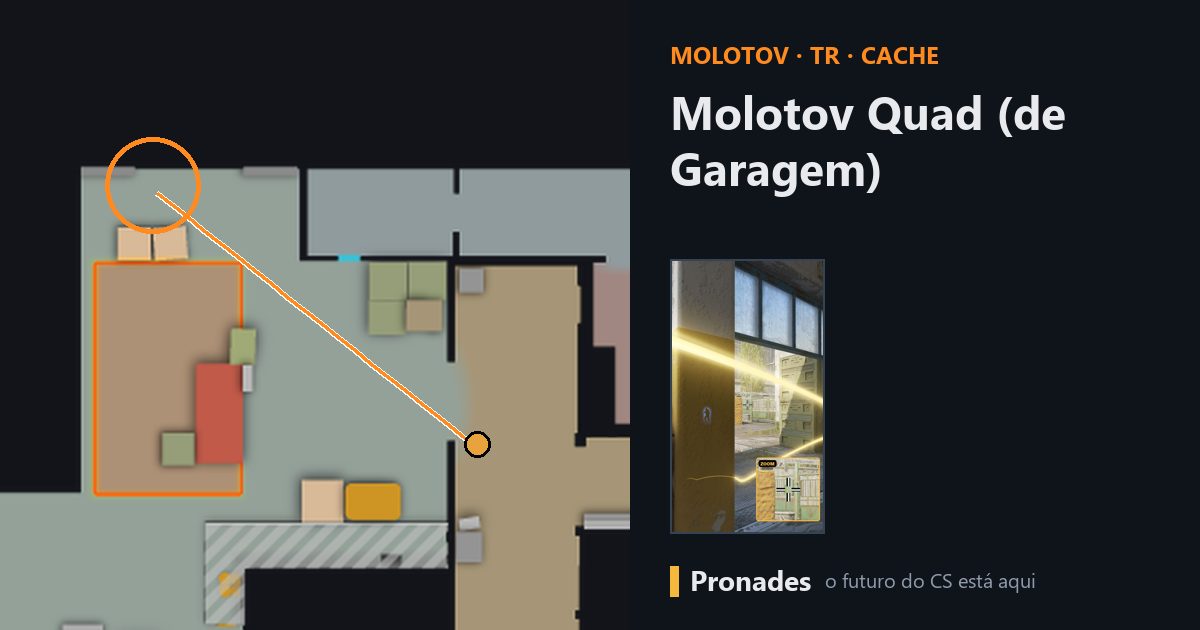 MOLOTOV · TR · CACHE
Molotov Quad (de
Garagem)
ZOOM
Pronades o futuro do CS está aqui